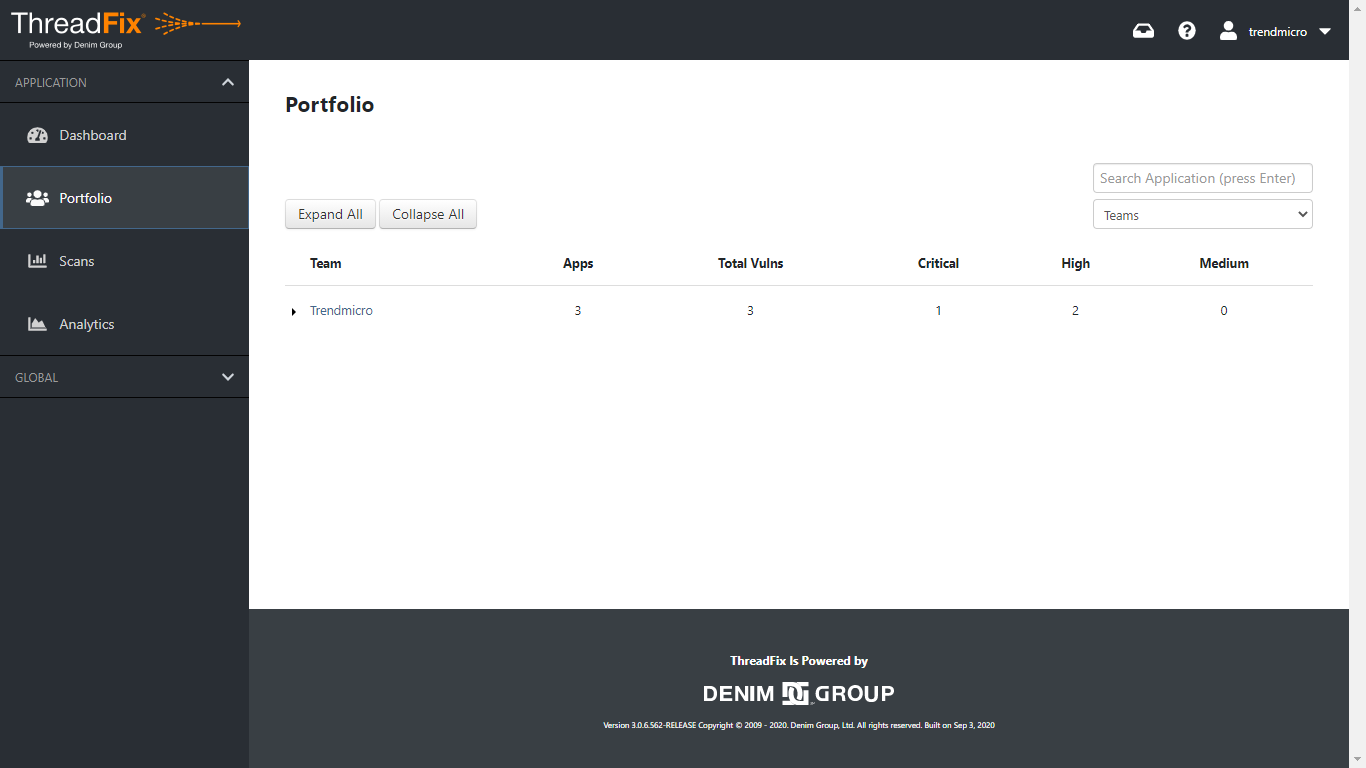 ThreadFix®
Powered by Denim Group
trendmicro
APPLICATION
Dashboard
Portfolio
Scans
Analytics
GLOBAL
Portfolio
Search Application (press Enter)
Expand All Collapse All
Teams
Team Apps Total Vulns Critical High Medium
Trendmicro 3 3 1 2 0
ThreadFix Is Powered by
DENIM DG GROUP
Version 3.0.6.562-RELEASE Copyright © 2009 - 2020. Denim Group, Ltd. All rights reserved. Built on Sep 3, 2020